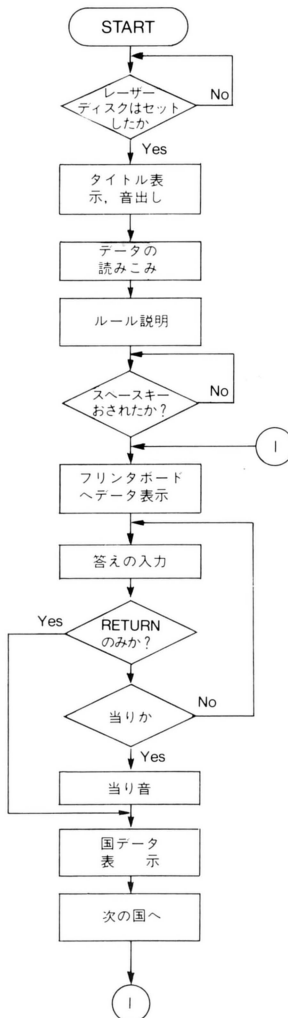 START
レーザー
ディスクはセット
したか
No
Yes
タイトル表
示，音出し
データの
読みこみ
ルール説明
スペースキー
おされたか？
No
I
フリンタボード
へデータ表示
答えの入力
Yes
RETURN
のみか？
No
当りか
Yes
当り音
国データ
表　　示
次の国へ
I